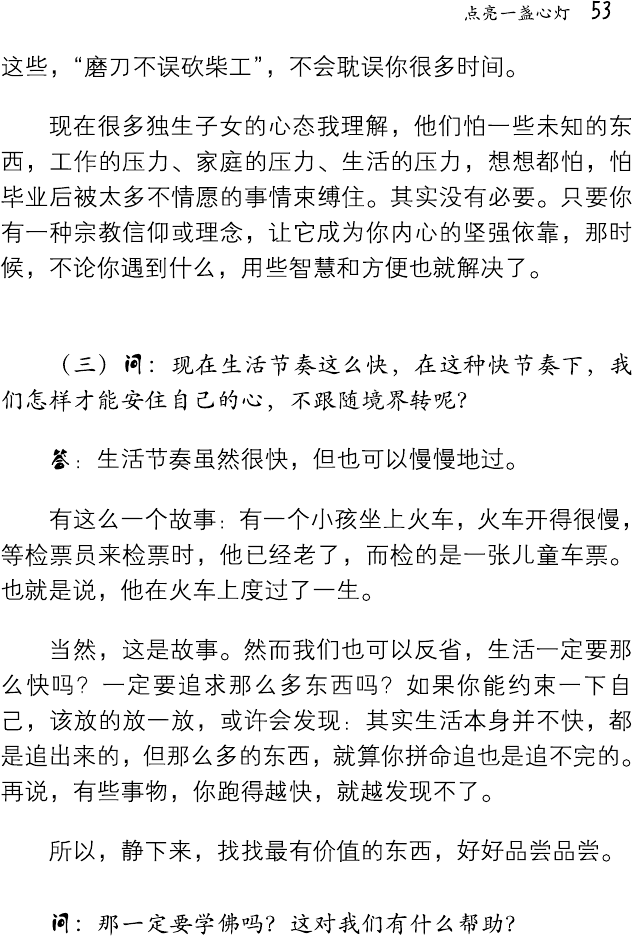 点亮一盏心灯 53
这些，“磨刀不误砍柴工”，不会耽误你很多时间。
现在很多独生子女的心态我理解，他们怕一些未知的东
西，工作的压力、家庭的压力、生活的压力，想想都怕，怕
毕业后被太多不情愿的事情束缚住。其实没有必要。只要你
有一种宗教信仰或理念，让它成为你内心的坚强依靠，那时
候，不论你遇到什么，用些智慧和方便也就解决了。
（三）问：现在生活节奏这么快，在这种快节奏下，我
们怎样才能安住自己的心，不跟随境界转呢？
答：生活节奏虽然很快，但也可以慢慢地过。
有这么一个故事：有一个小孩坐上火车，火车开得很慢，
等检票员来检票时，他已经老了，而检的是一张儿童车票。
也就是说，他在火车上度过了一生。
当然，这是故事。然而我们也可以反省，生活一定要那
么快吗？一定要追求那么多东西吗？如果你能约束一下自
己，该放的放一放，或许会发现：其实生活本身并不快，都
是追出来的，但那么多的东西，就算你拼命追也是追不完的。
再说，有些事物，你跑得越快，就越发现不了。
所以，静下来，找找最有价值的东西，好好品尝品尝。
问：那一定要学佛吗？这对我们有什么帮助？